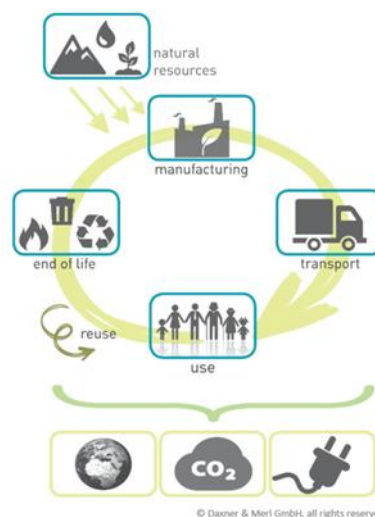 natural
resources
manufacturing
end of life
transport
reuse
use
CO₂
© Daxner & Merl GmbH, all rights reserve